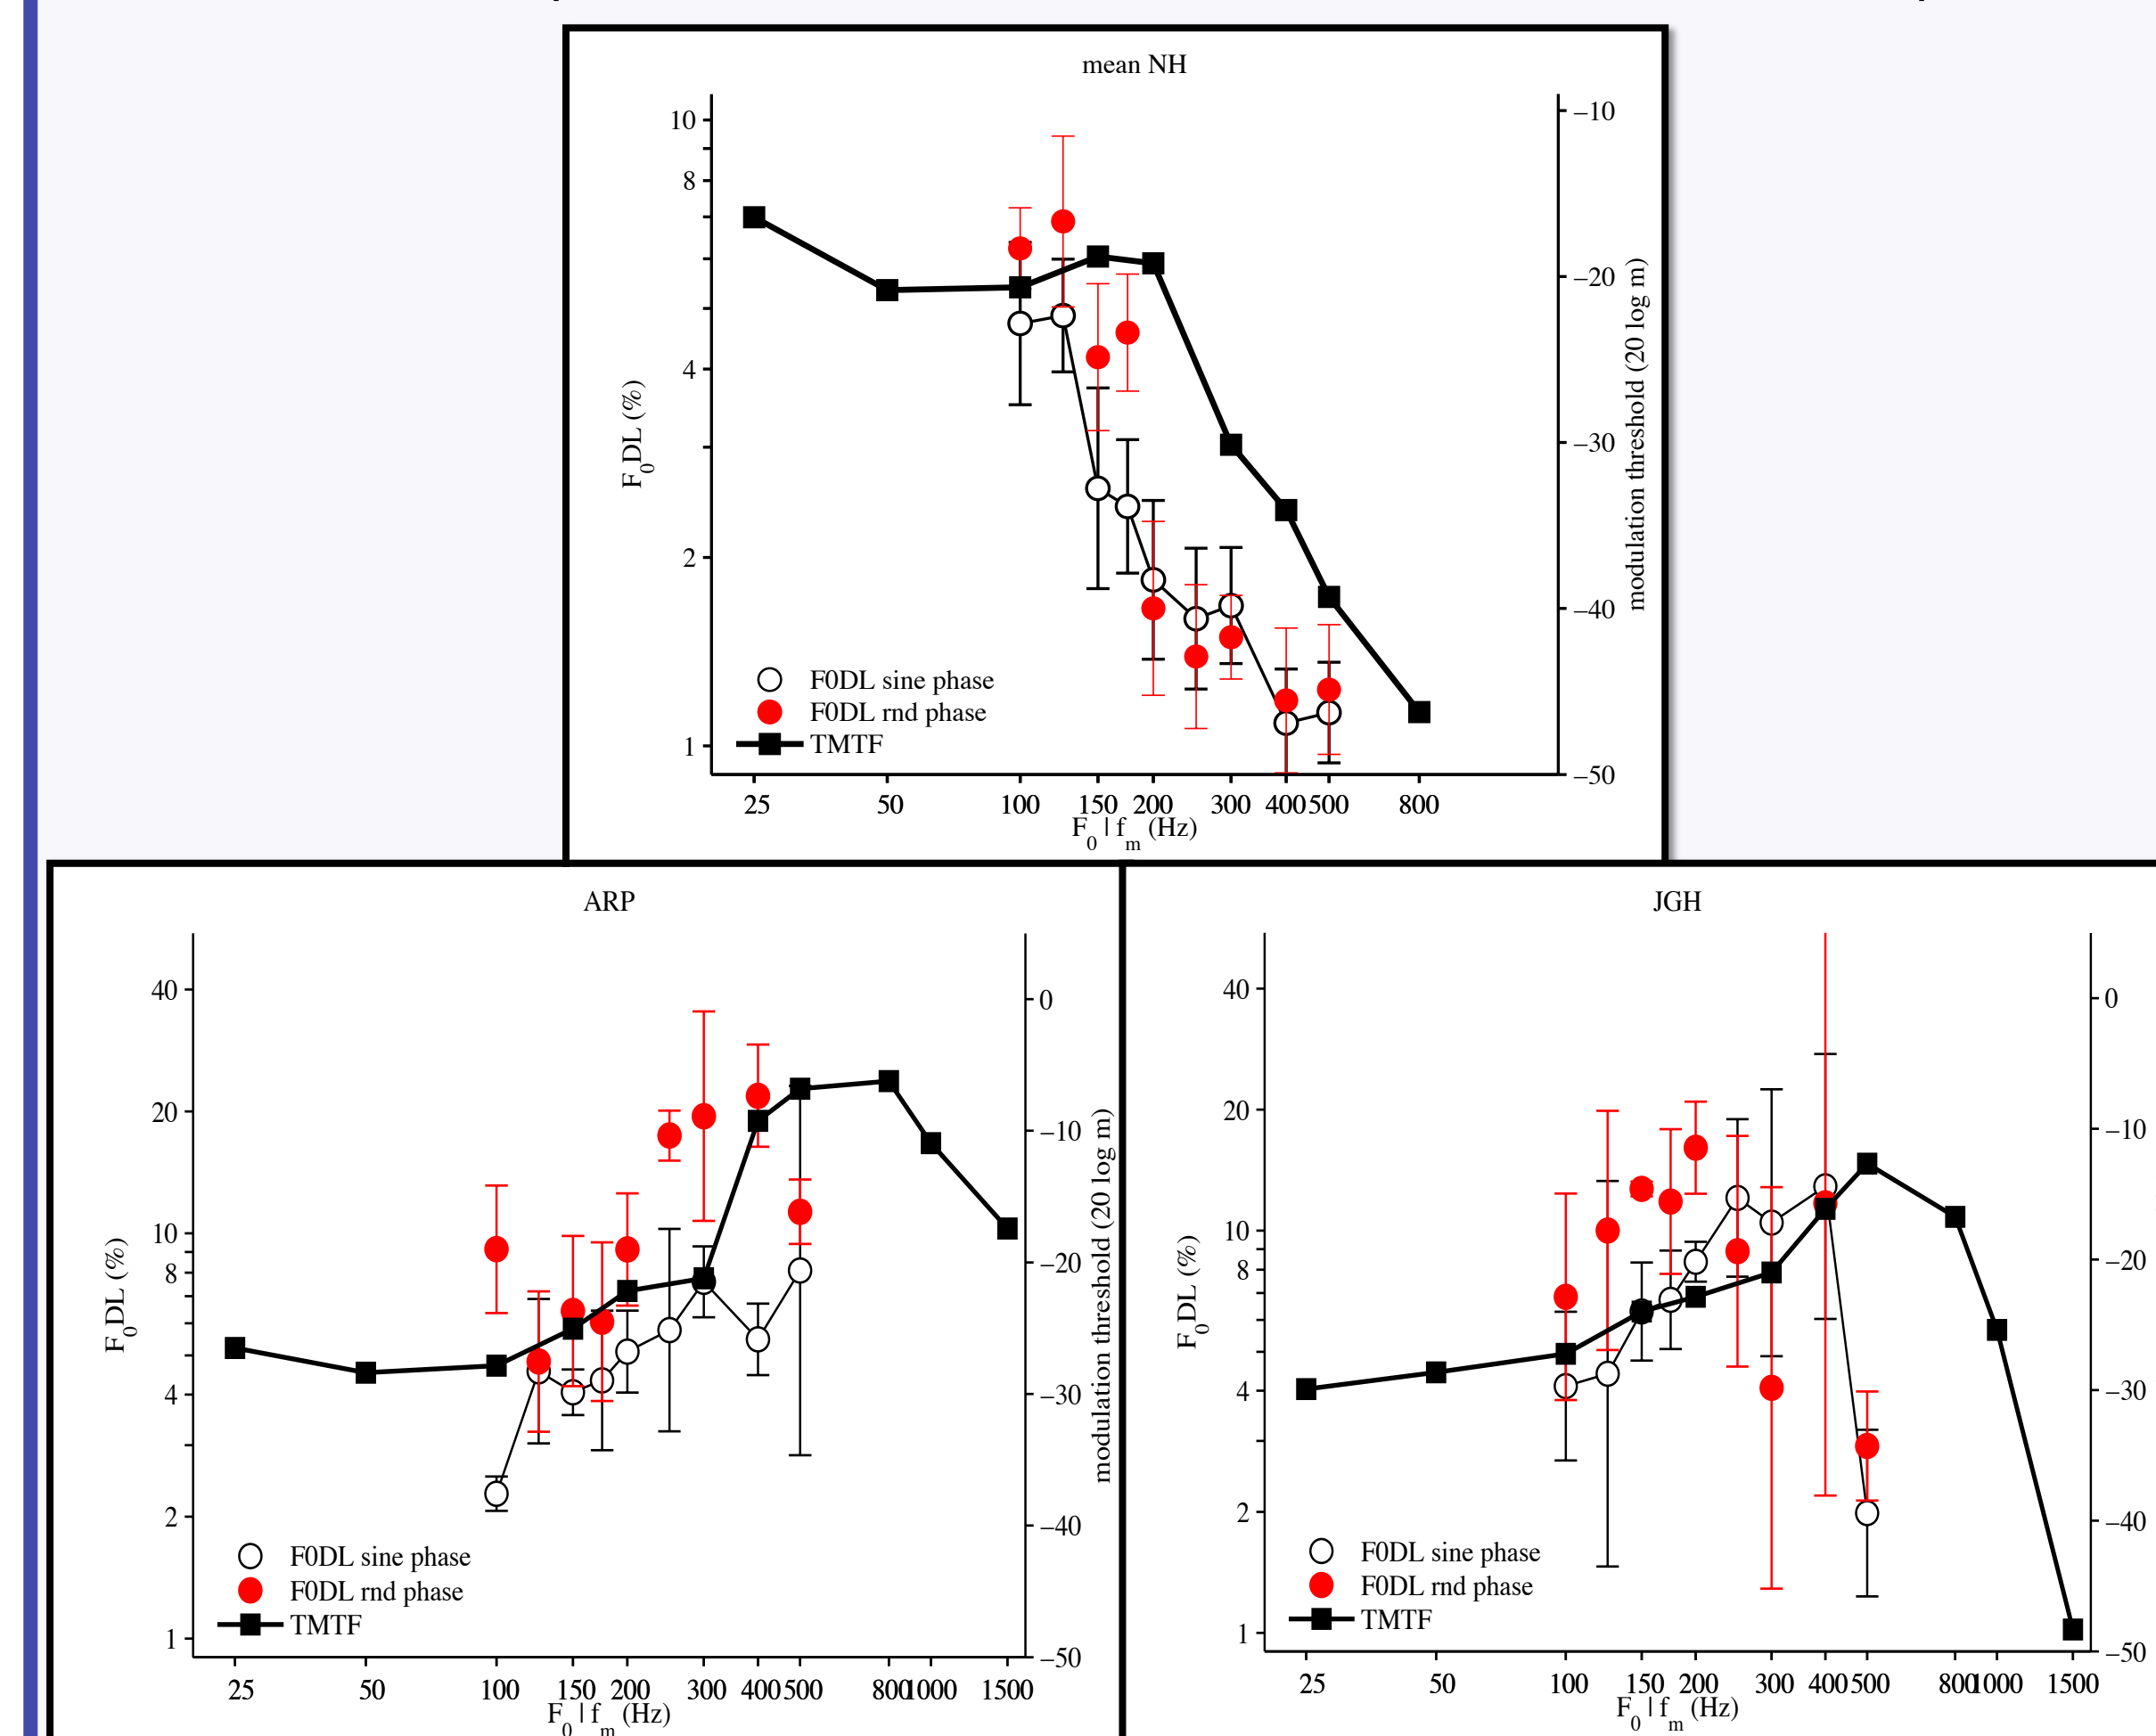 mean NH
10
8
4
2
1
F0DL (%)
–10
–20
–30
–40
–50
modulation threshold (20 log m)
F0DL sine phase
F0DL rnd phase
TMTF
25 50 100 150 200 300 400 500 800
F0 | fm (Hz)
ARP
40
20
10
8
4
2
1
F0DL (%)
0
–10
–20
–30
–40
–50
modulation threshold (20 log m)
F0DL sine phase
F0DL rnd phase
TMTF
25 50 100 150 200 300 400 500 800 1000 1500
F0 | fm (Hz)
JGH
40
20
10
8
4
2
1
F0DL (%)
0
–10
–20
–30
–40
–50
F0DL sine phase
F0DL rnd phase
TMTF
25 50 100 150 200 300 400 500 800 1000 1500
F0 | fm (Hz)